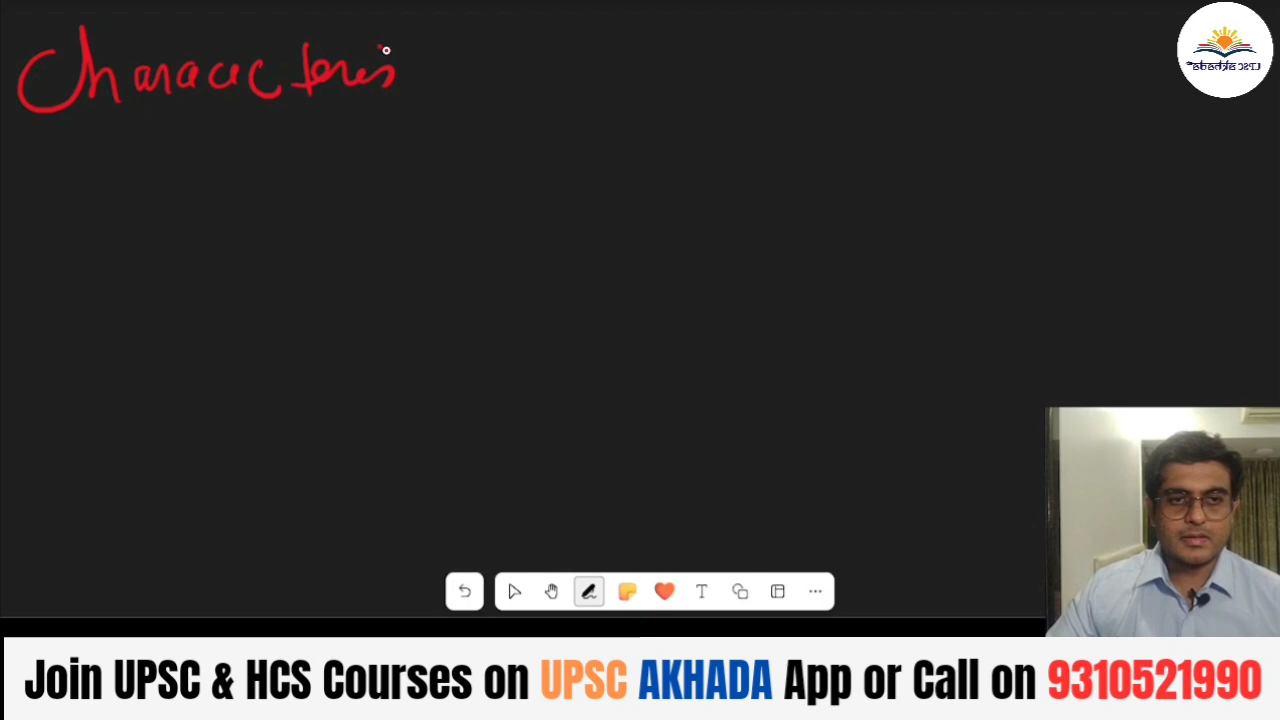 Characteris
Join UPSC & HCS Courses on UPSC AKHADA App or Call on 9310521990